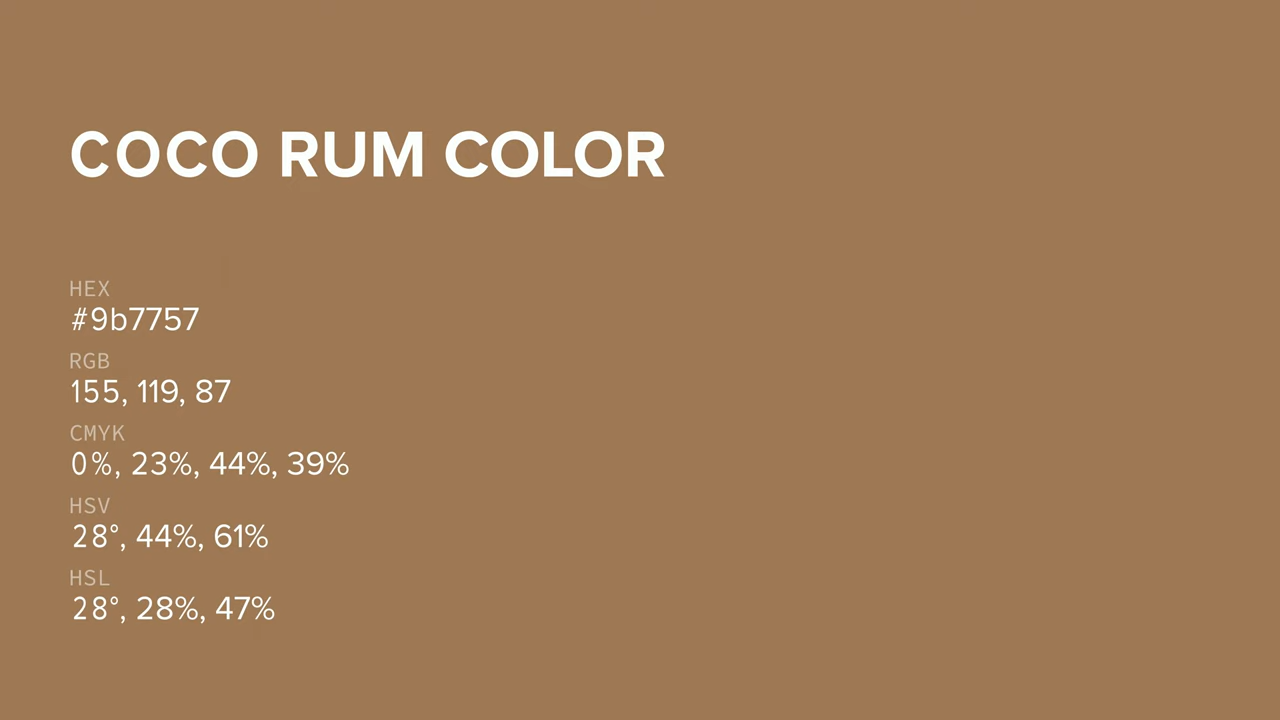 COCO RUM COLOR
HEX
#9b7757
RGB
155, 119, 87
CMYK
0%, 23%, 44%, 39%
HSV
28°, 44%, 61%
HSL
28°, 28%, 47%